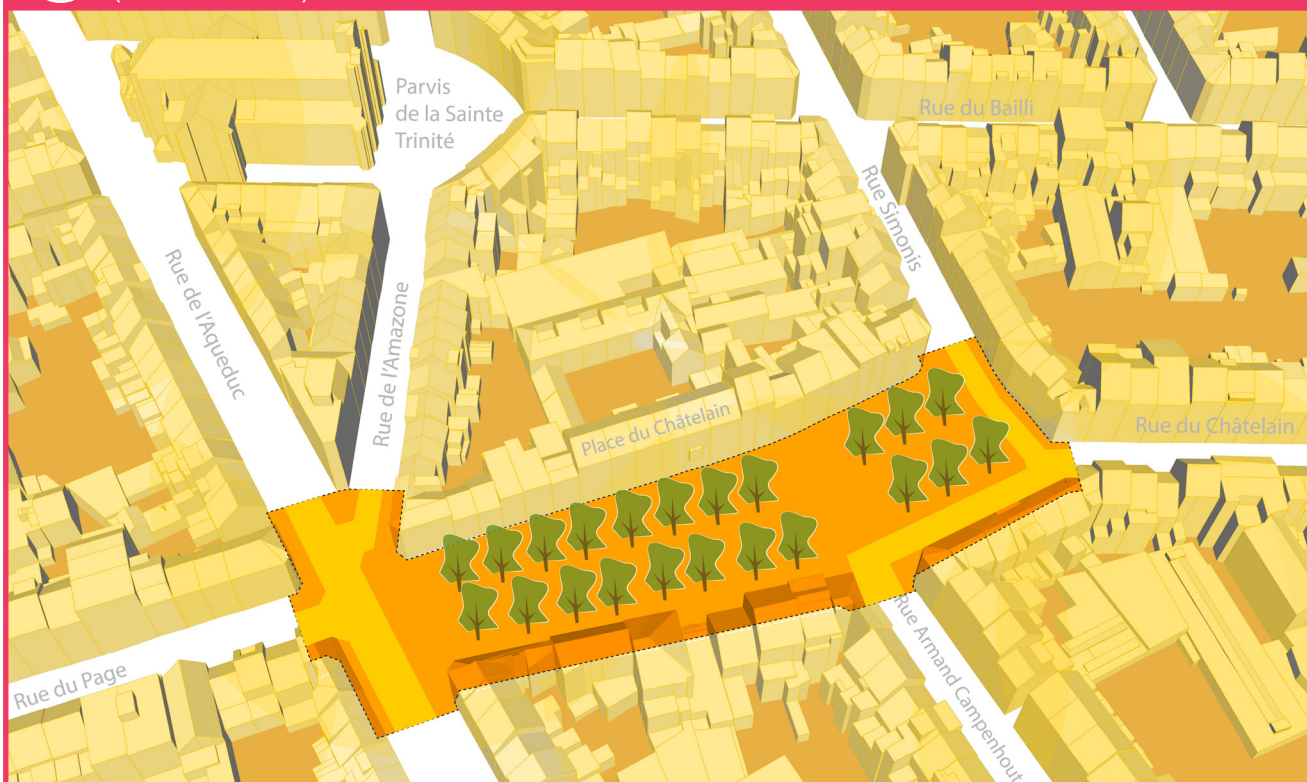 Parvis
de la Sainte
Trinité
Rue du Bailli
Rue Simonis
Rue de l'Aqueduc
Rue de l'Amazone
Place du Châtelain
Rue du Châtelain
Rue Armand Campenhout
Rue du Page